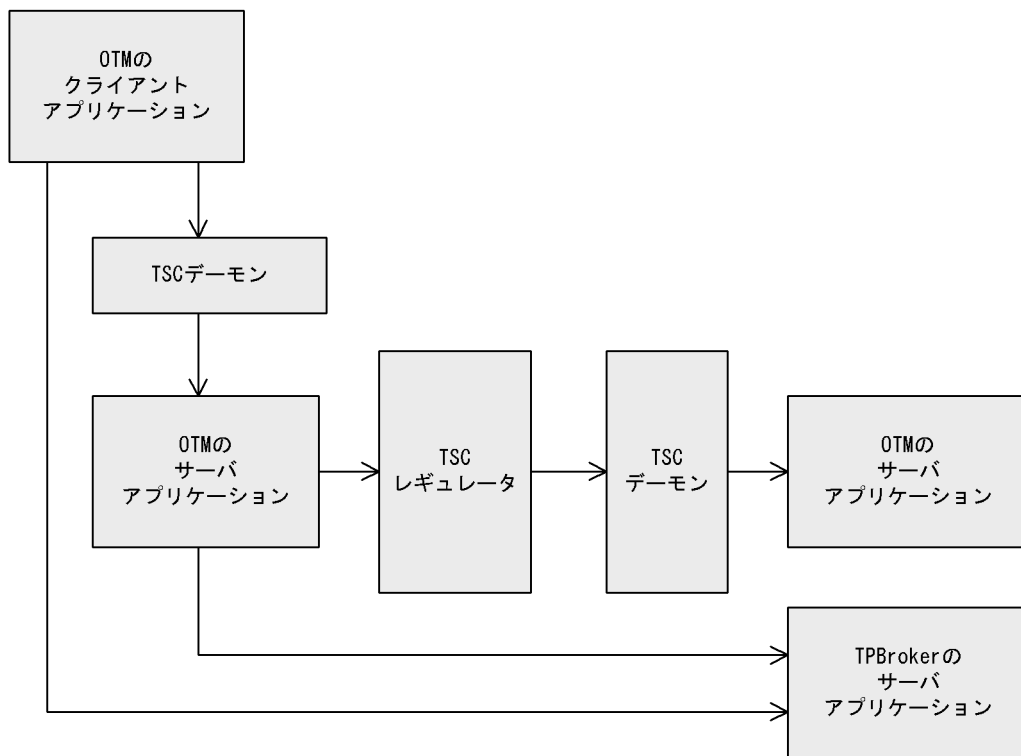 OTMの
クライアント
アプリケーション
TSCデーモン
OTMの
サーバ
アプリケーション
TSC
レギュレータ
TSC
デーモン
OTMの
サーバ
アプリケーション
TPBrokerの
サーバ
アプリケーション